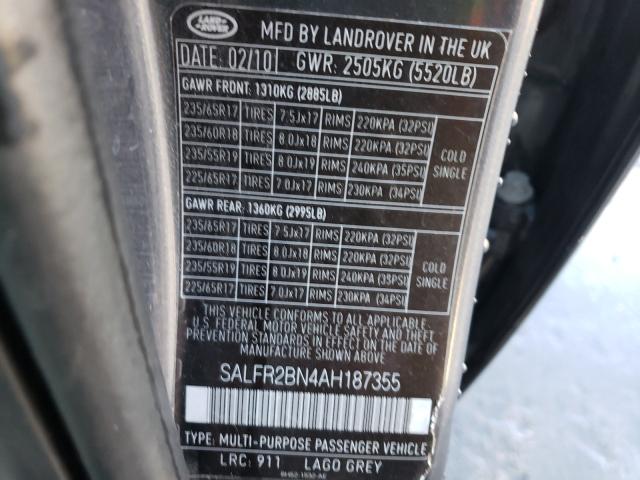 LAND ROVER
MFD BY LANDROVER IN THE UK
DATE: 02/10 GWR: 2505KG (5520LB)
GAWR FRONT: 1310KG (2885LB)
235/65R17 TIRES 7.5Jx17 RIMS 220KPA (32PSI)
235/60R18 TIRES 8.0Jx18 RIMS 220KPA (32PSI)
235/55R19 TIRES 8.0Jx19 RIMS 240KPA (35PSI)
225/65R17 TIRES 7.0Jx17 RIMS 230KPA (34PSI)
COLD
SINGLE
GAWR REAR: 1360KG (2995LB)
235/65R17 TIRES 7.5Jx17 RIMS 220KPA (32PSI)
235/60R18 TIRES 8.0Jx18 RIMS 220KPA (32PSI)
235/55R19 TIRES 8.0Jx19 RIMS 240KPA (35PSI)
225/65R17 TIRES 7.0Jx17 RIMS 230KPA (34PSI)
COLD
SINGLE
THIS VEHICLE CONFORMS TO ALL APPLICABLE
U.S. FEDERAL MOTOR VEHICLE SAFETY AND THEFT
PREVENTION STANDARDS IN EFFECT ON THE DATE OF
MANUFACTURE SHOWN ABOVE
SALFR2BN4AH187355
TYPE: MULTI-PURPOSE PASSENGER VEHICLE
LRC: 911 LAGO GREY